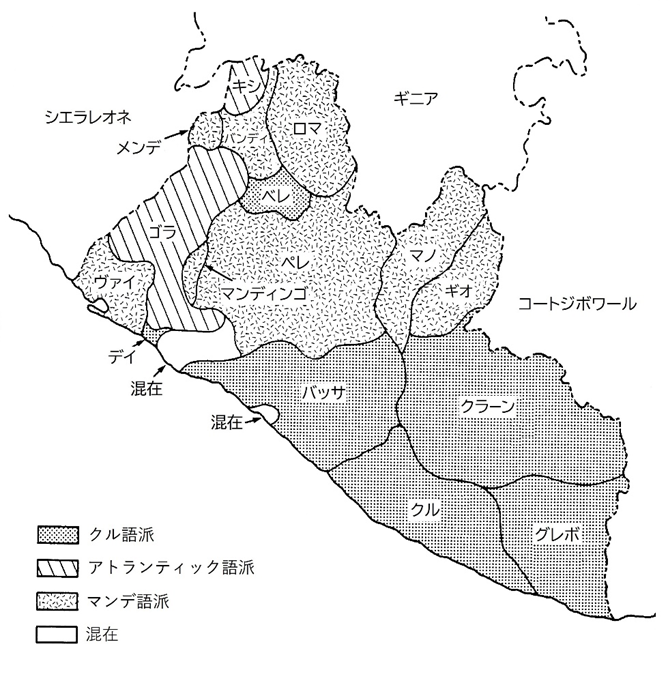 キシ
ギニア
シエラレオネ
メンデ
バンディ
ロマ
ベレ
ゴラ
ペレ
マノ
ヴァイ
マンディンゴ
ギオ
コートジボワール
デイ
混在
バッサ
クラーン
混在
クル
グレボ
クル語派
アトランティック語派
マンデ語派
混在